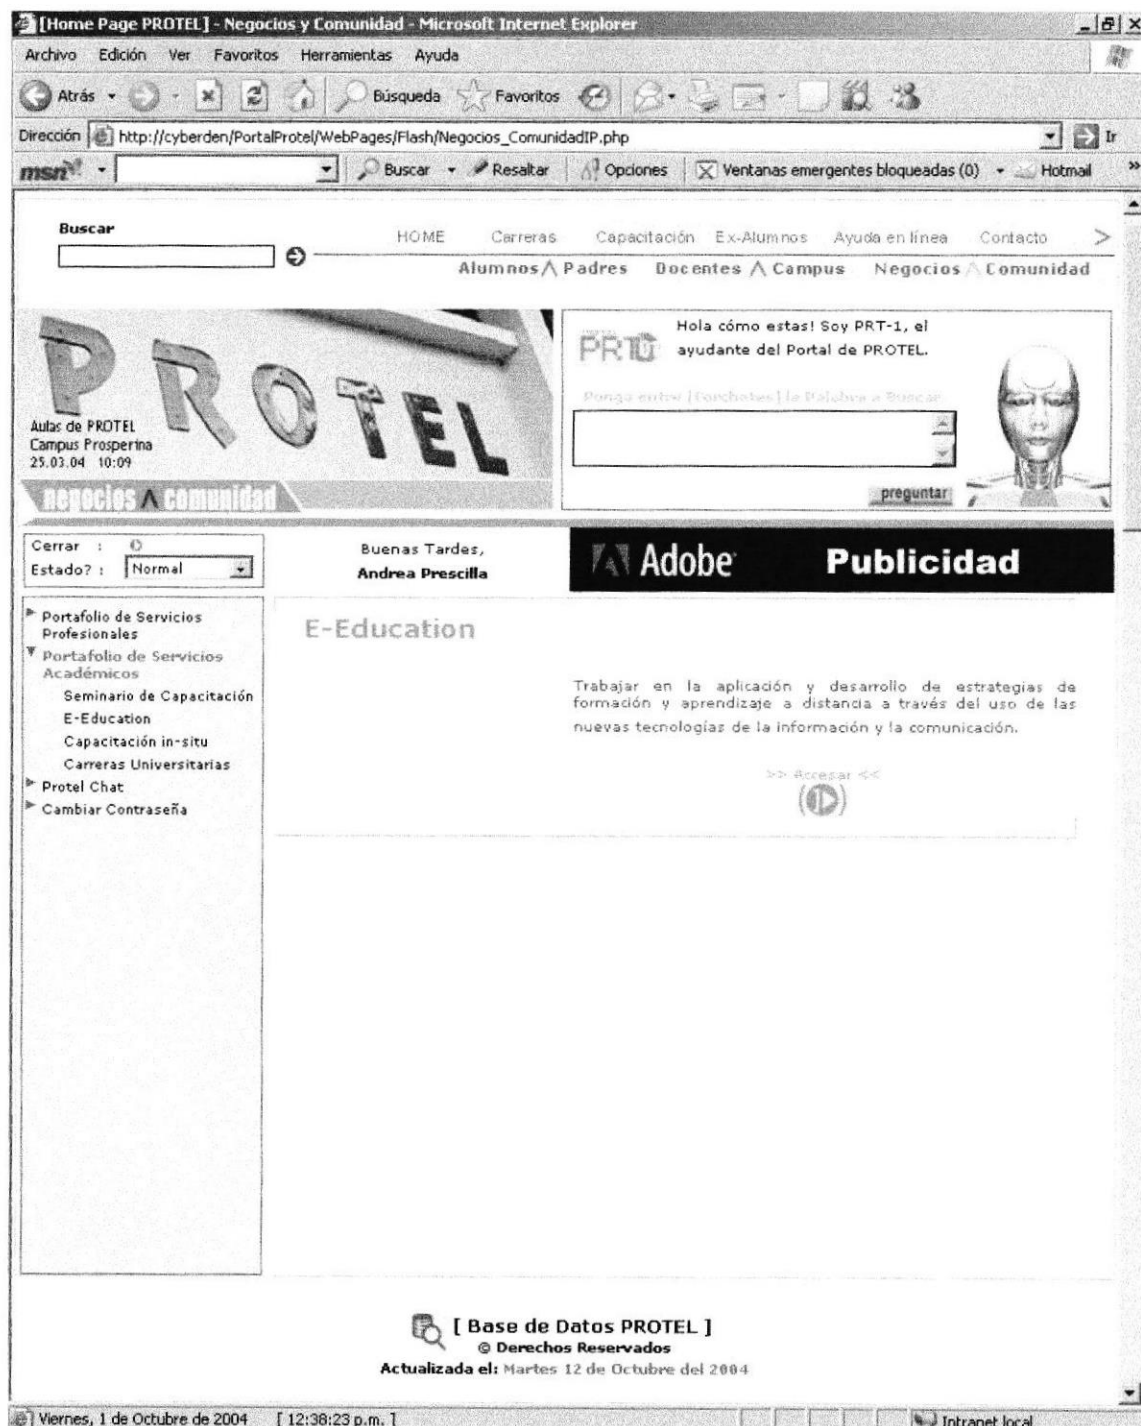 [Home Page PROTEL] - Negocios y Comunidad - Microsoft Internet Explorer
Archivo Edición Ver Favoritos Herramientas Ayuda
Atrás Búsqueda Favoritos
Dirección http://cyberden/PortalProtel/WebPages/Flash/Negocios_ComunidadIP.php Ir
msn Buscar Resaltar Opciones Ventanas emergentes bloqueadas (0) Hotmail »
Buscar
HOME Carreras Capacitación Ex-Alumnos Ayuda en línea Contacto >
Alumnos Padres Docentes Campus Negocios Comunidad
PROTEL
Aulas de PROTEL
Campus Prosperina
25.03.04 10:09
negocios comunidad
Hola cómo estas! Soy PRT-1, el
ayudante del Portal de PROTEL.
Ponga entre [Corchetes] la Palabra a Buscar
preguntar
Cerrar :
Estado? : Normal
Buenas Tardes,
Andrea Prescilla
Adobe Publicidad
Portafolio de Servicios
Profesionales
Portafolio de Servicios
Académicos
Seminario de Capacitación
E-Education
Capacitación in-situ
Carreras Universitarias
Protel Chat
Cambiar Contraseña
E-Education
Trabajar en la aplicación y desarrollo de estrategias de
formación y aprendizaje a distancia a través del uso de las
nuevas tecnologías de la información y la comunicación.
>> Accesar <<
[ Base de Datos PROTEL ]
© Derechos Reservados
Actualizada el: Martes 12 de Octubre del 2004
Viernes, 1 de Octubre de 2004 [ 12:38:23 p.m. ] Intranet local